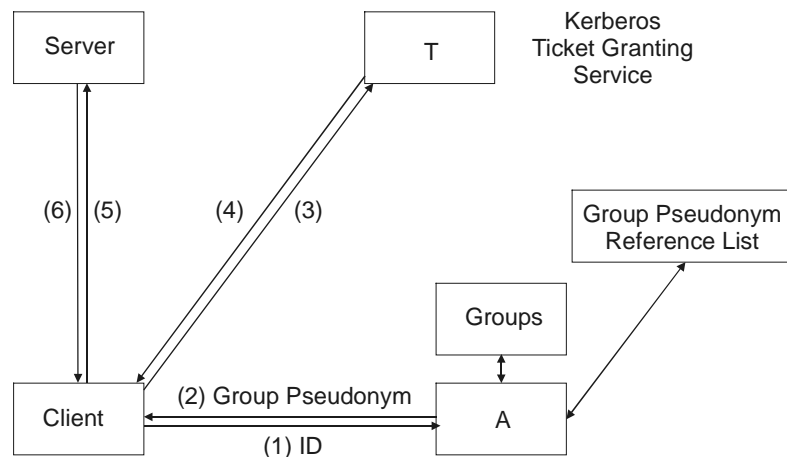 Server
T
Kerberos
Ticket Granting
Service
(6)
(5)
(4)
(3)
Group Pseudonym
Reference List
Groups
Client
(2) Group Pseudonym
A
(1) ID